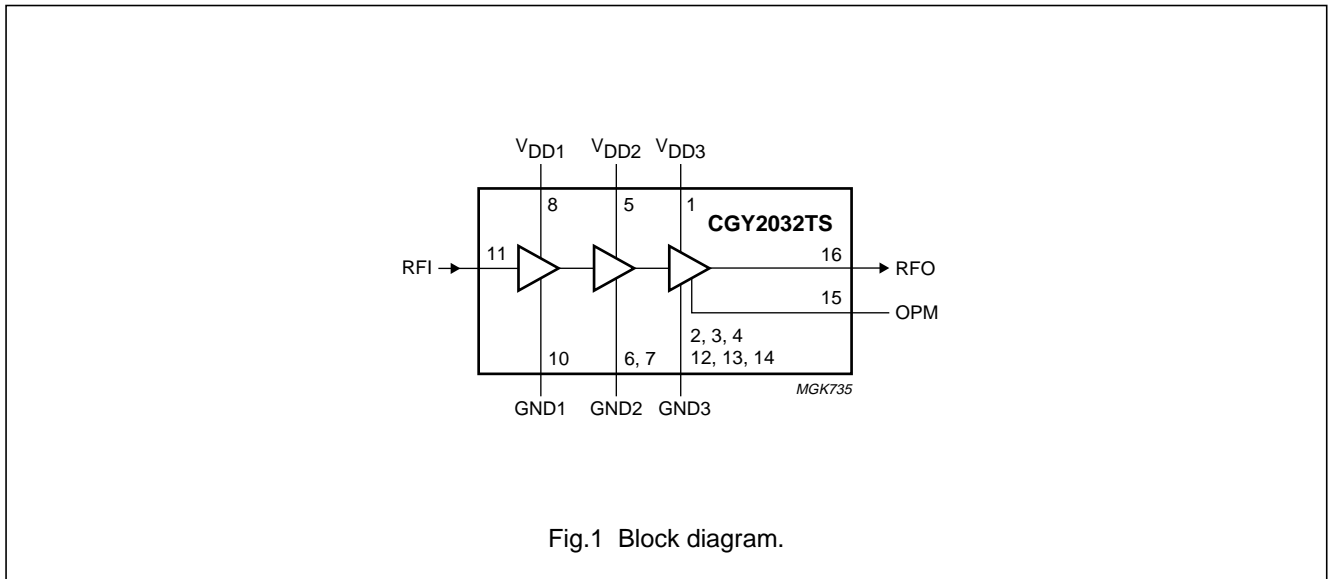 VDD1 VDD2 VDD3
8 5 1
CGY2032TS
RFI 11 16 RFO
15 OPM
2, 3, 4
10 6, 7 12, 13, 14
MGK735
GND1 GND2 GND3
Fig.1 Block diagram.